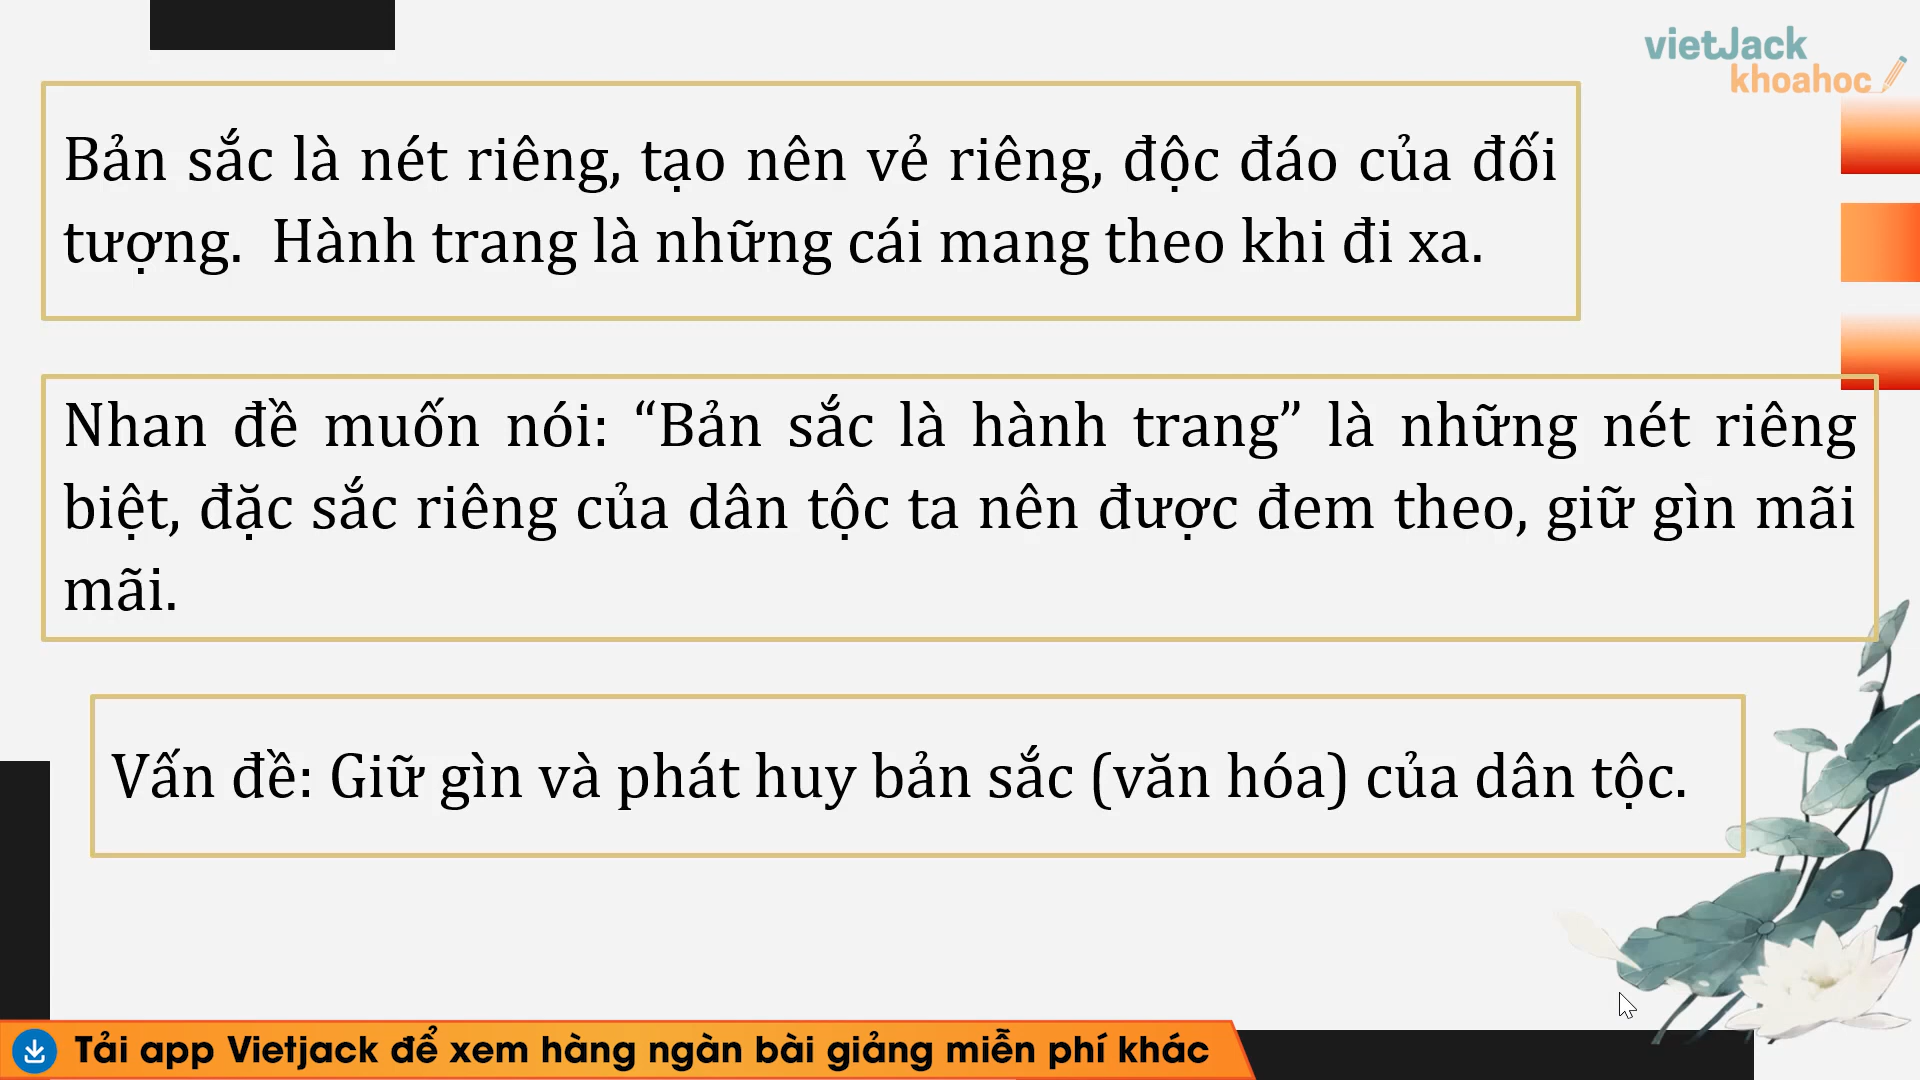 vietJack
khoahoc
Bản sắc là nét riêng, tạo nên vẻ riêng, độc đáo của đối
tượng. Hành trang là những cái mang theo khi đi xa.
Nhan đề muốn nói: “Bản sắc là hành trang” là những nét riêng
biệt, đặc sắc riêng của dân tộc ta nên được đem theo, giữ gìn mãi
mãi.
Vấn đề: Giữ gìn và phát huy bản sắc (văn hóa) của dân tộc.
Tải app Vietjack để xem hàng ngàn bài giảng miễn phí khác